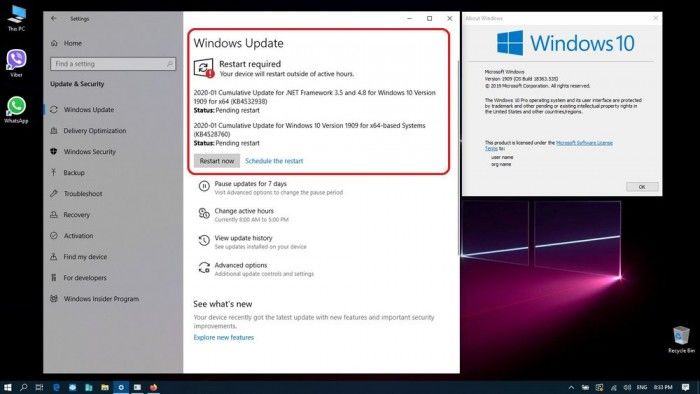 This PC
Viber
WhatsApp
Settings
Home
Find a setting
Update & Security
Windows Update
Delivery Optimization
Windows Security
Backup
Troubleshoot
Recovery
Activation
Find my device
For developers
Windows Insider Program
Windows Update
Restart required
Your device will restart outside of active hours.
2020-01 Cumulative Update for .NET Framework 3.5 and 4.8 for Windows 10 Version
1909 for x64 (KB4532938)
Status: Pending restart
2020-01 Cumulative Update for Windows 10 Version 1909 for x64-based Systems
(KB4528760)
Status: Pending restart
Restart now
Schedule the restart
Pause updates for 7 days
Visit Advanced options to change the pause period
Change active hours
Currently 8:00 AM to 5:00 PM
View update history
See updates installed on your device
Advanced options
Additional update controls and settings
See what's new
Your device recently got the latest update with new features and important security
improvements.
Explore new features
About Windows
Windows 10
Microsoft Windows
Version 1909 (OS Build 18363.535)
© 2019 Microsoft Corporation. All rights reserved.
The Windows 10 Pro operating system and its user interface are protected
by trademark and other pending or existing intellectual property rights in
the United States and other countries/regions.
This product is licensed under the Microsoft Software License
Terms to:
user name
org name
OK
Recycle Bin
8:33 PM